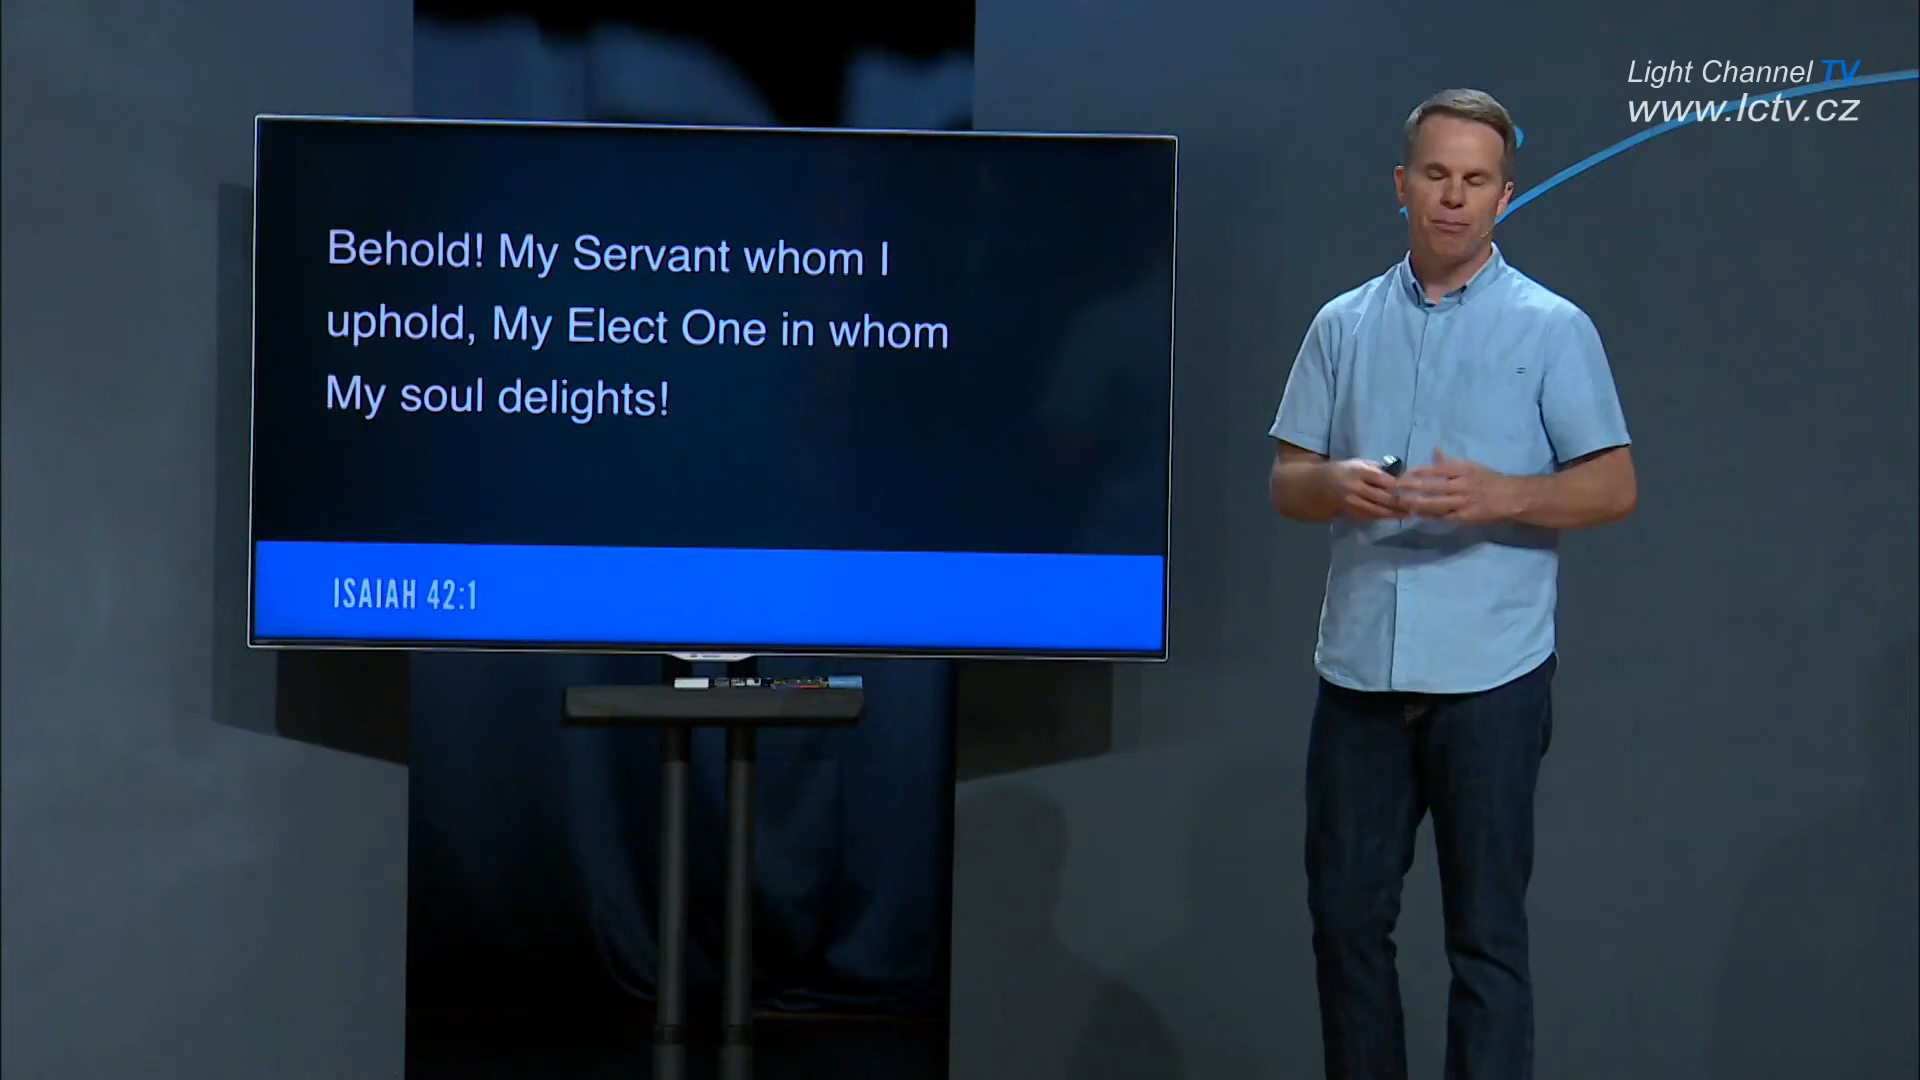 Light Channel TV
www.lctv.cz
Behold! My Servant whom I
uphold, My Elect One in whom
My soul delights!
ISAIAH 42:1